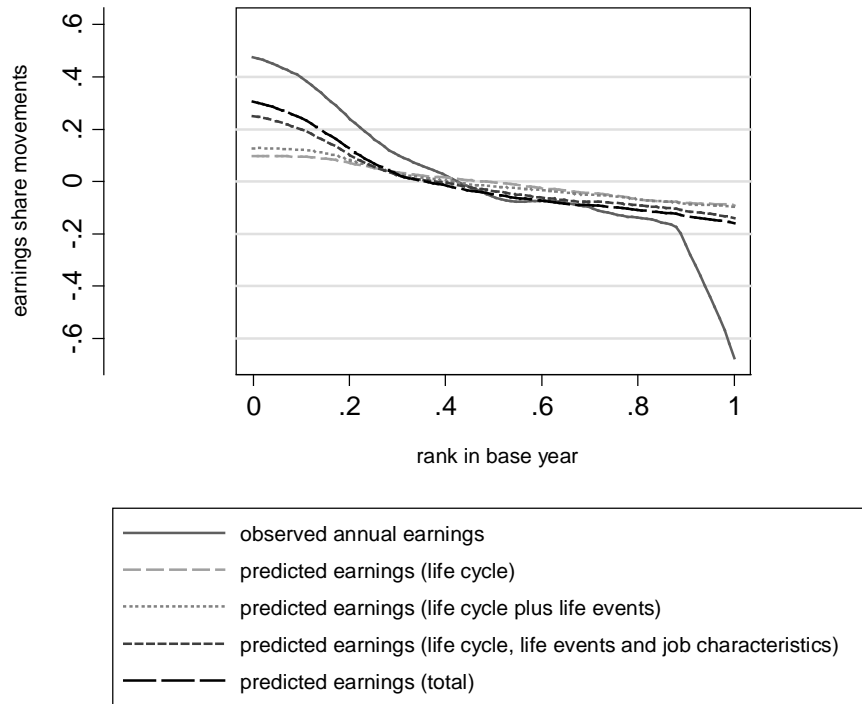 earnings share movements
.6
.4
.2
0
-.2
-.4
-.6
0 .2 .4 .6 .8 1
rank in base year
observed annual earnings
predicted earnings (life cycle)
predicted earnings (life cycle plus life events)
predicted earnings (life cycle, life events and job characteristics)
predicted earnings (total)